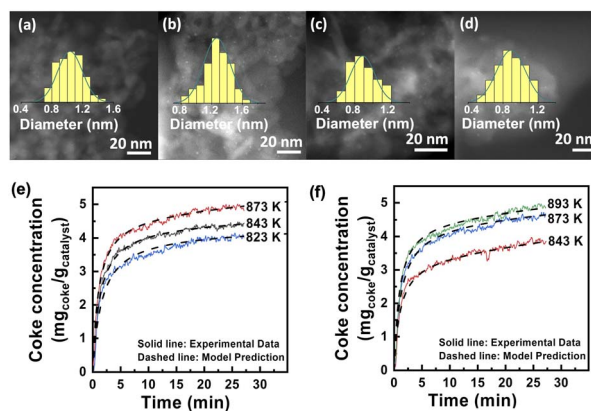 (a)
0.4 0.8 1.2 1.6
Diameter (nm)
20 nm
(b)
0.4 0.8 1.2 1.6
Diameter (nm)
20 nm
(c)
0.4 0.8 1.2
Diameter (nm)
20 nm
(d)
0.4 0.8 1.2
Diameter (nm)
20 nm
(e)
Coke concentration
(mgcoke/gcatalyst)
5
4
3
2
1
0
873 K
843 K
823 K
Solid line: Experimental Data
Dashed line: Model Prediction
0 5 10 15 20 25 30
Time (min)
(f)
Coke concentration
(mgcoke/gcatalyst)
5
4
3
2
1
0
893 K
873 K
843 K
Solid line: Experimental Data
Dashed line: Model Prediction
0 5 10 15 20 25 30
Time (min)